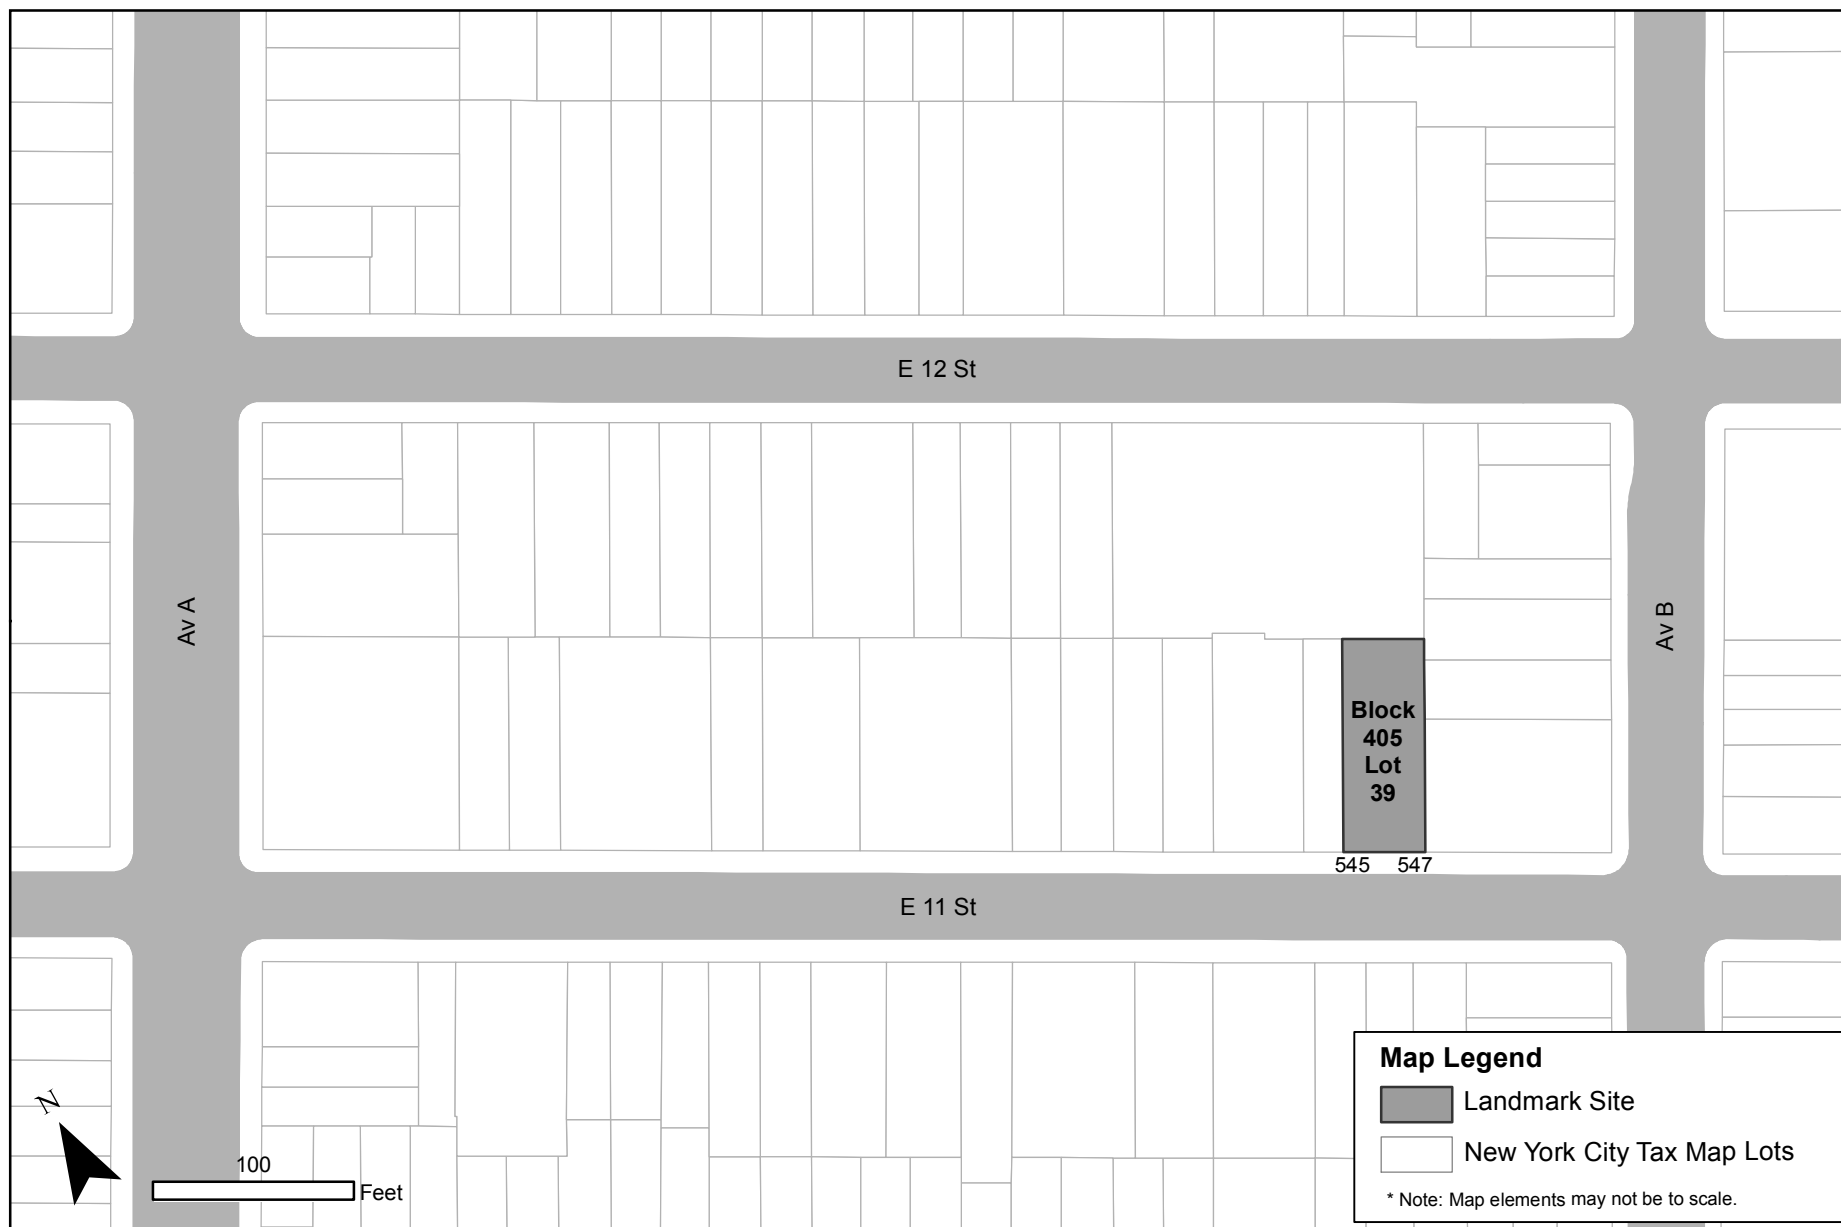 E 12 St
Av A
Av B
Block
405
Lot
39
545 547
E 11 St
Map Legend
Landmark Site
New York City Tax Map Lots
* Note: Map elements may not be to scale.
N
100
Feet